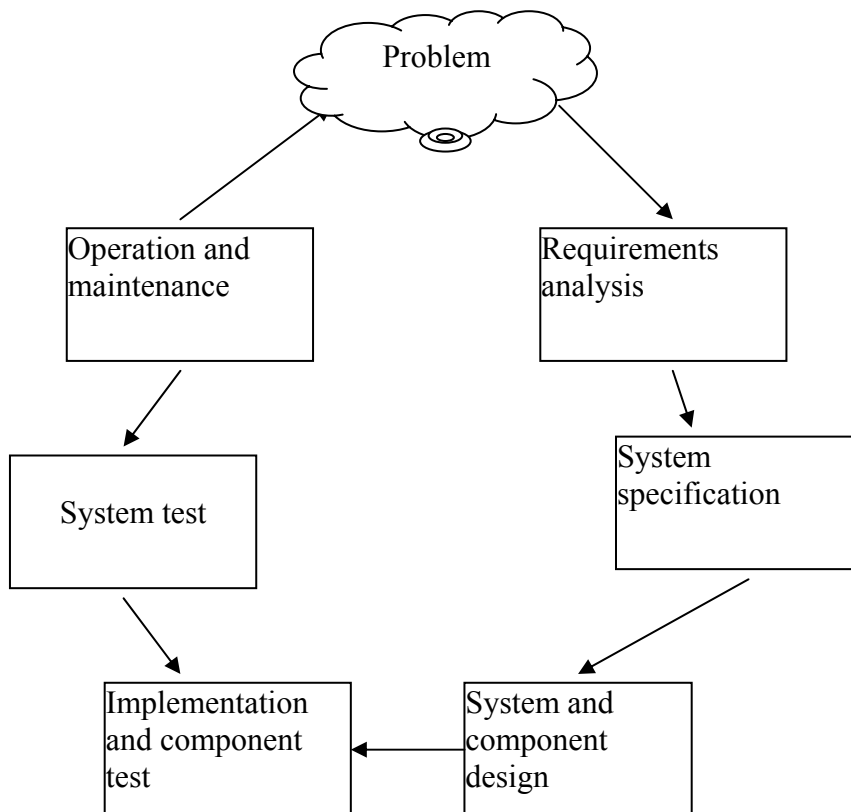 Problem
Operation and
maintenance
Requirements
analysis
System test
System
specification
Implementation
and component
test
System and
component
design